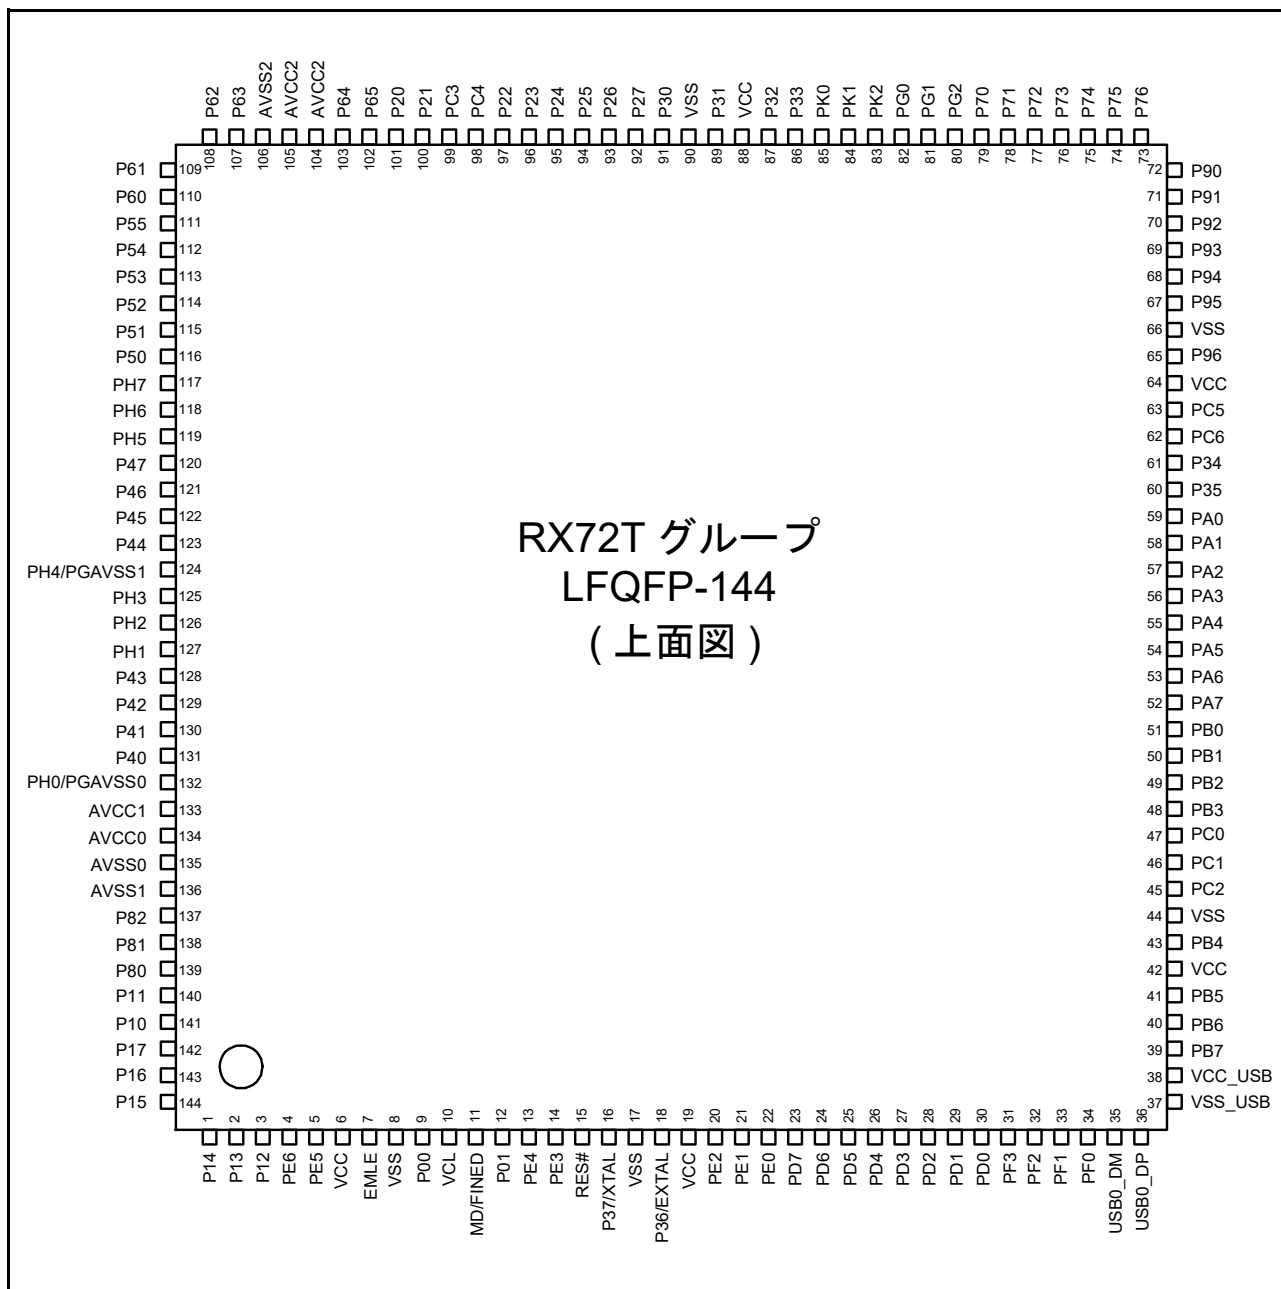 P62 P63 AVSS2 AVCC2 AVCC2 P64 P65 P20 P21 PC3 PC4 P22 P23 P24 P25 P26 P27 P30 VSS P31 VCC P32 P33 PK0 PK1 PK2 PG0 PG1 PG2 P70 P71 P72 P73 P74 P75 P76
108 107 106 105 104 103 102 101 100 99 98 97 96 95 94 93 92 91 90 89 88 87 86 85 84 83 82 81 80 79 78 77 76 75 74 73
P61 109 72 P90
P60 110 71 P91
P55 111 70 P92
P54 112 69 P93
P53 113 68 P94
P52 114 67 P95
P51 115 66 VSS
P50 116 65 P96
PH7 117 64 VCC
PH6 118 63 PC5
PH5 119 62 PC6
P47 120 61 P34
P46 121 60 P35
P45 122 59 PA0
P44 123 58 PA1
PH4/PGAVSS1 124 57 PA2
PH3 125 56 PA3
PH2 126 55 PA4
PH1 127 54 PA5
P43 128 53 PA6
P42 129 52 PA7
P41 130 51 PB0
P40 131 50 PB1
PH0/PGAVSS0 132 49 PB2
AVCC1 133 48 PB3
AVCC0 134 47 PC0
AVSS0 135 46 PC1
AVSS1 136 45 PC2
P82 137 44 VSS
P81 138 43 PB4
P80 139 42 VCC
P11 140 41 PB5
P10 141 40 PB6
P17 142 39 PB7
P16 143 38 VCC_USB
P15 144 37 VSS_USB
RX72T グループ
LFQFP-144
( 上面図 )
1 2 3 4 5 6 7 8 9 10 11 12 13 14 15 16 17 18 19 20 21 22 23 24 25 26 27 28 29 30 31 32 33 34 35 36
P14 P13 P12 PE6 PE5 VCC EMLE VSS P00 VCL MD/FINED P01 PE4 PE3 RES# P37/XTAL VSS P36/EXTAL VCC PE2 PE1 PE0 PD7 PD6 PD5 PD4 PD3 PD2 PD1 PD0 PF3 PF2 PF1 PF0 USB0_DM USB0_DP